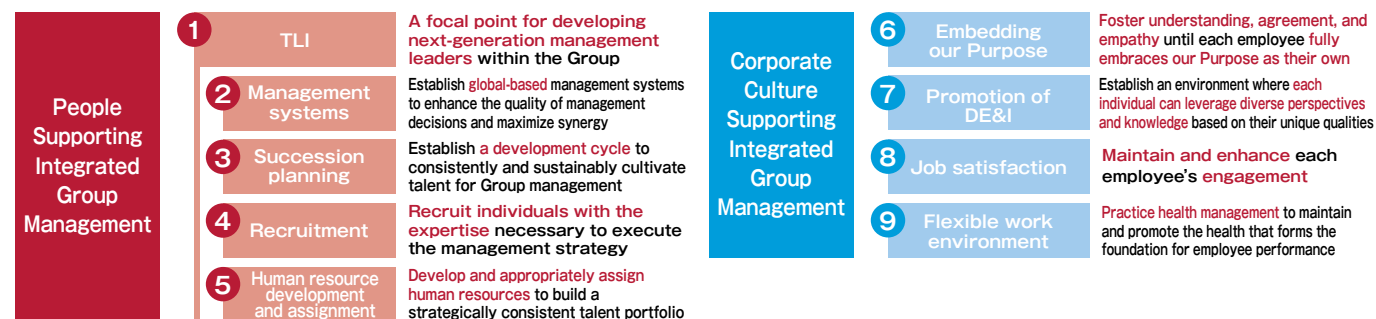 People
Supporting
Integrated
Group
Management
1
TLI
A focal point for developing
next-generation management
leaders within the Group
2
Management
systems
Establish global-based management systems
to enhance the quality of management
decisions and maximize synergy
3
Succession
planning
Establish a development cycle to
consistently and sustainably cultivate
talent for Group management
4
Recruitment
Recruit individuals with the
expertise necessary to execute
the management strategy
5
Human resource
development
and assignment
Develop and appropriately assign
human resources to build a
strategically consistent talent portfolio
Corporate
Culture
Supporting
Integrated
Group
Management
6
Embedding
our Purpose
Foster understanding, agreement, and
empathy until each employee fully
embraces our Purpose as their own
7
Promotion of
DE&I
Establish an environment where each
individual can leverage diverse perspectives
and knowledge based on their unique qualities
8
Job satisfaction
Maintain and enhance each
employee's engagement
9
Flexible work
environment
Practice health management to maintain
and promote the health that forms the
foundation for employee performance